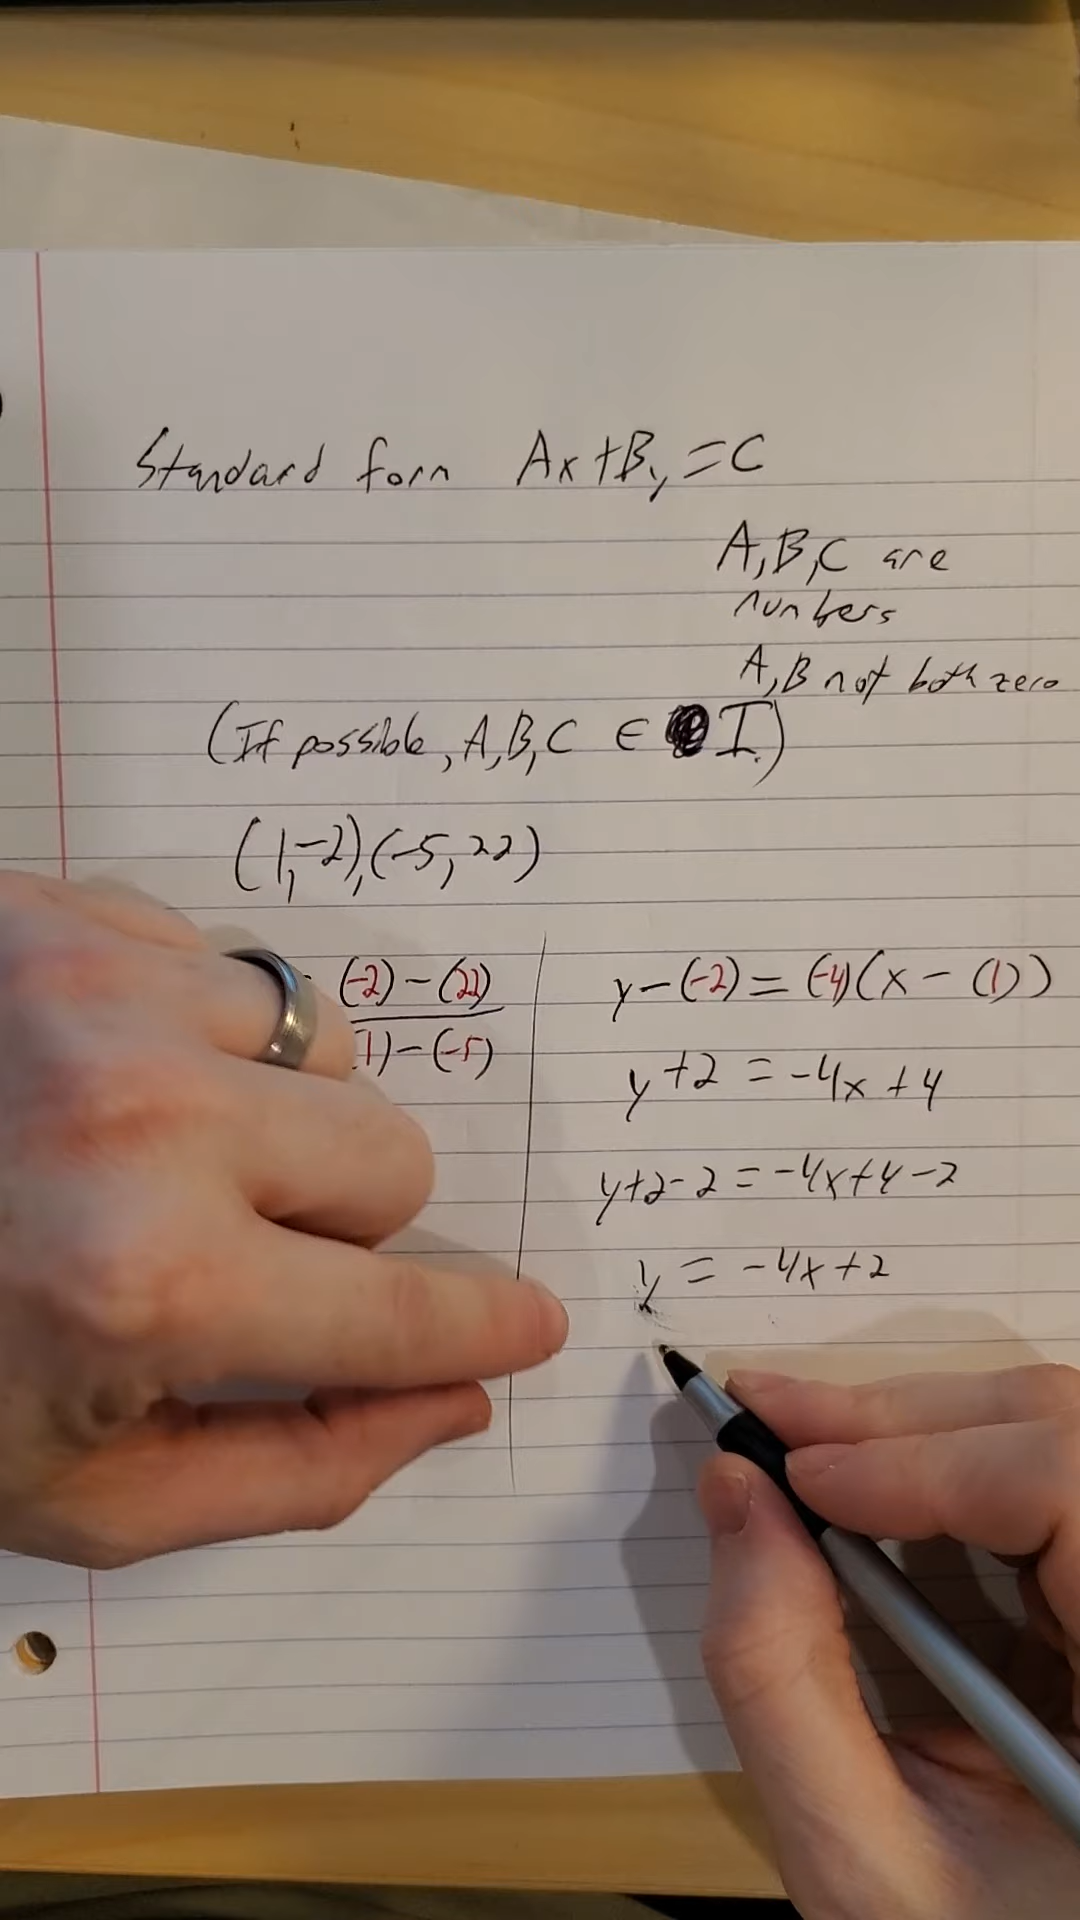 Standard form Ax+By=C
A,B,C are
numbers
A,B not both zero
(If possible, A,B,C ∈ I.)
(1,-2),(-5,22)
(-2)-(22)
1)-(-5)
y-(-2)=(-4)(x-(1))
y+2=-4x+4
y+2-2=-4x+4-2
y=-4x+2